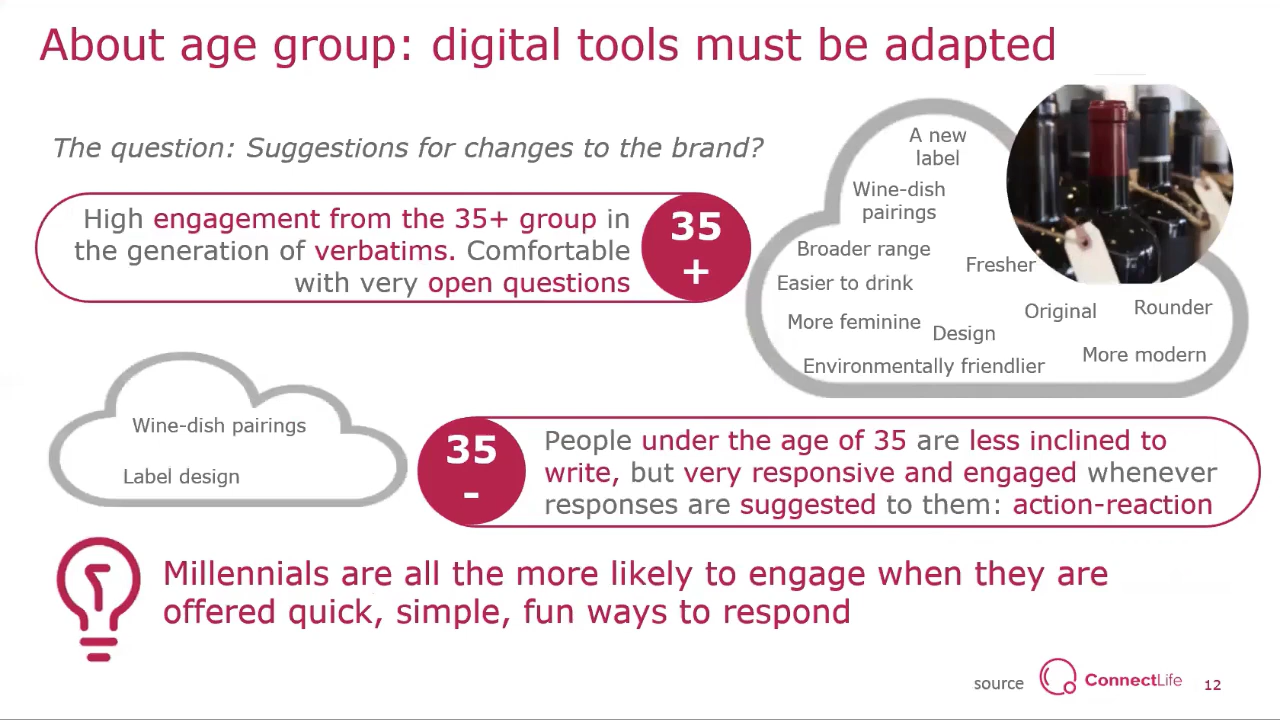 About age group: digital tools must be adapted
The question: Suggestions for changes to the brand?
High engagement from the 35+ group in
the generation of verbatims. Comfortable
with very open questions
35
+
A new
label
Wine-dish
pairings
Broader range
Fresher
Easier to drink
Original
Rounder
More feminine
Design
More modern
Environmentally friendlier
Wine-dish pairings
Label design
35
-
People under the age of 35 are less inclined to
write, but very responsive and engaged whenever
responses are suggested to them: action-reaction
Millennials are all the more likely to engage when they are
offered quick, simple, fun ways to respond
source
ConnectLife
12